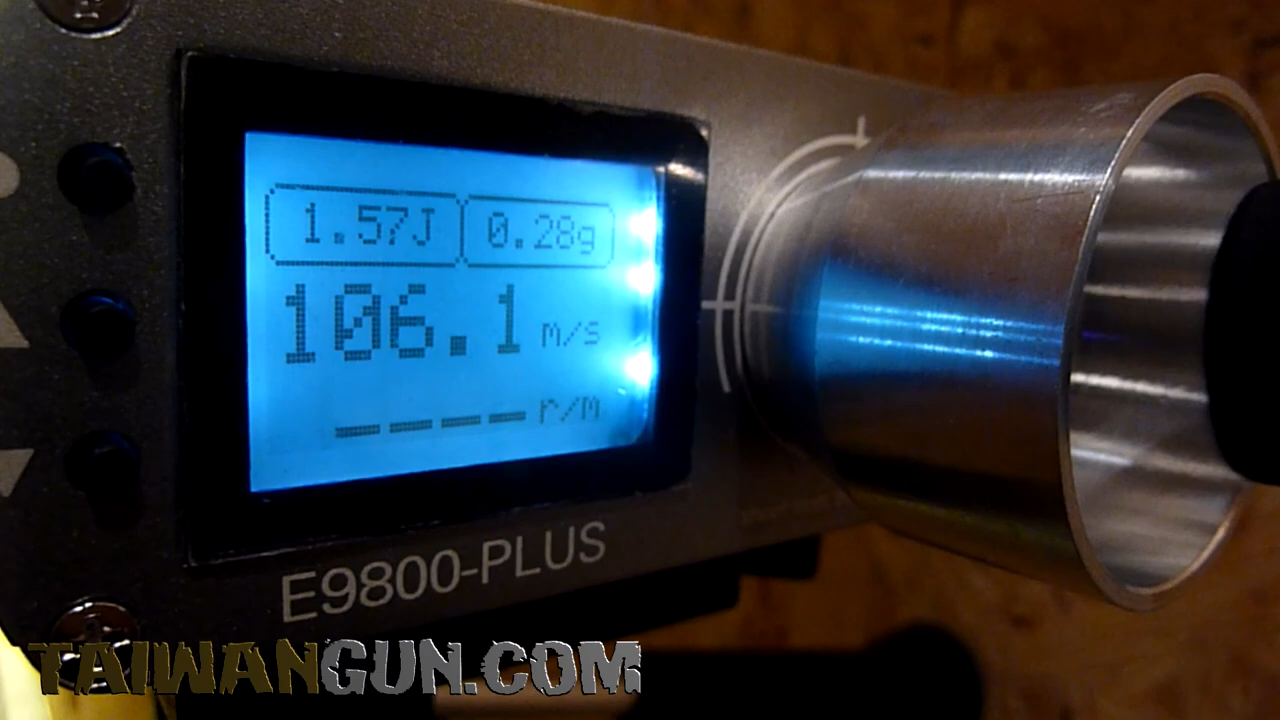 1.57J 0.28g
106.1 m/s
---- r/m
E9800-PLUS
TAIWANGUN.COM